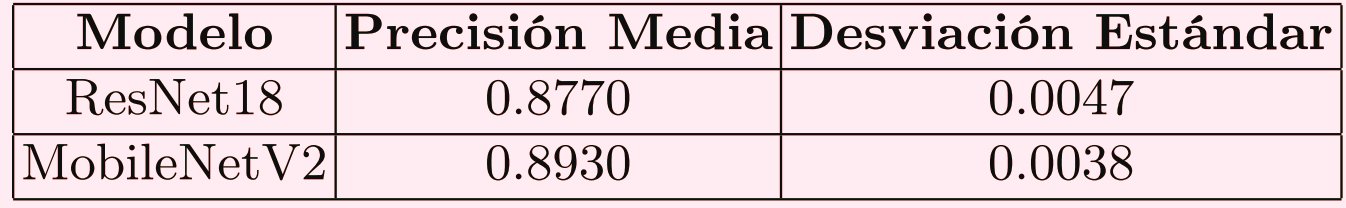 Modelo Precisión Media Desviación Estándar
ResNet18 0.8770 0.0047
MobileNetV2 0.8930 0.0038